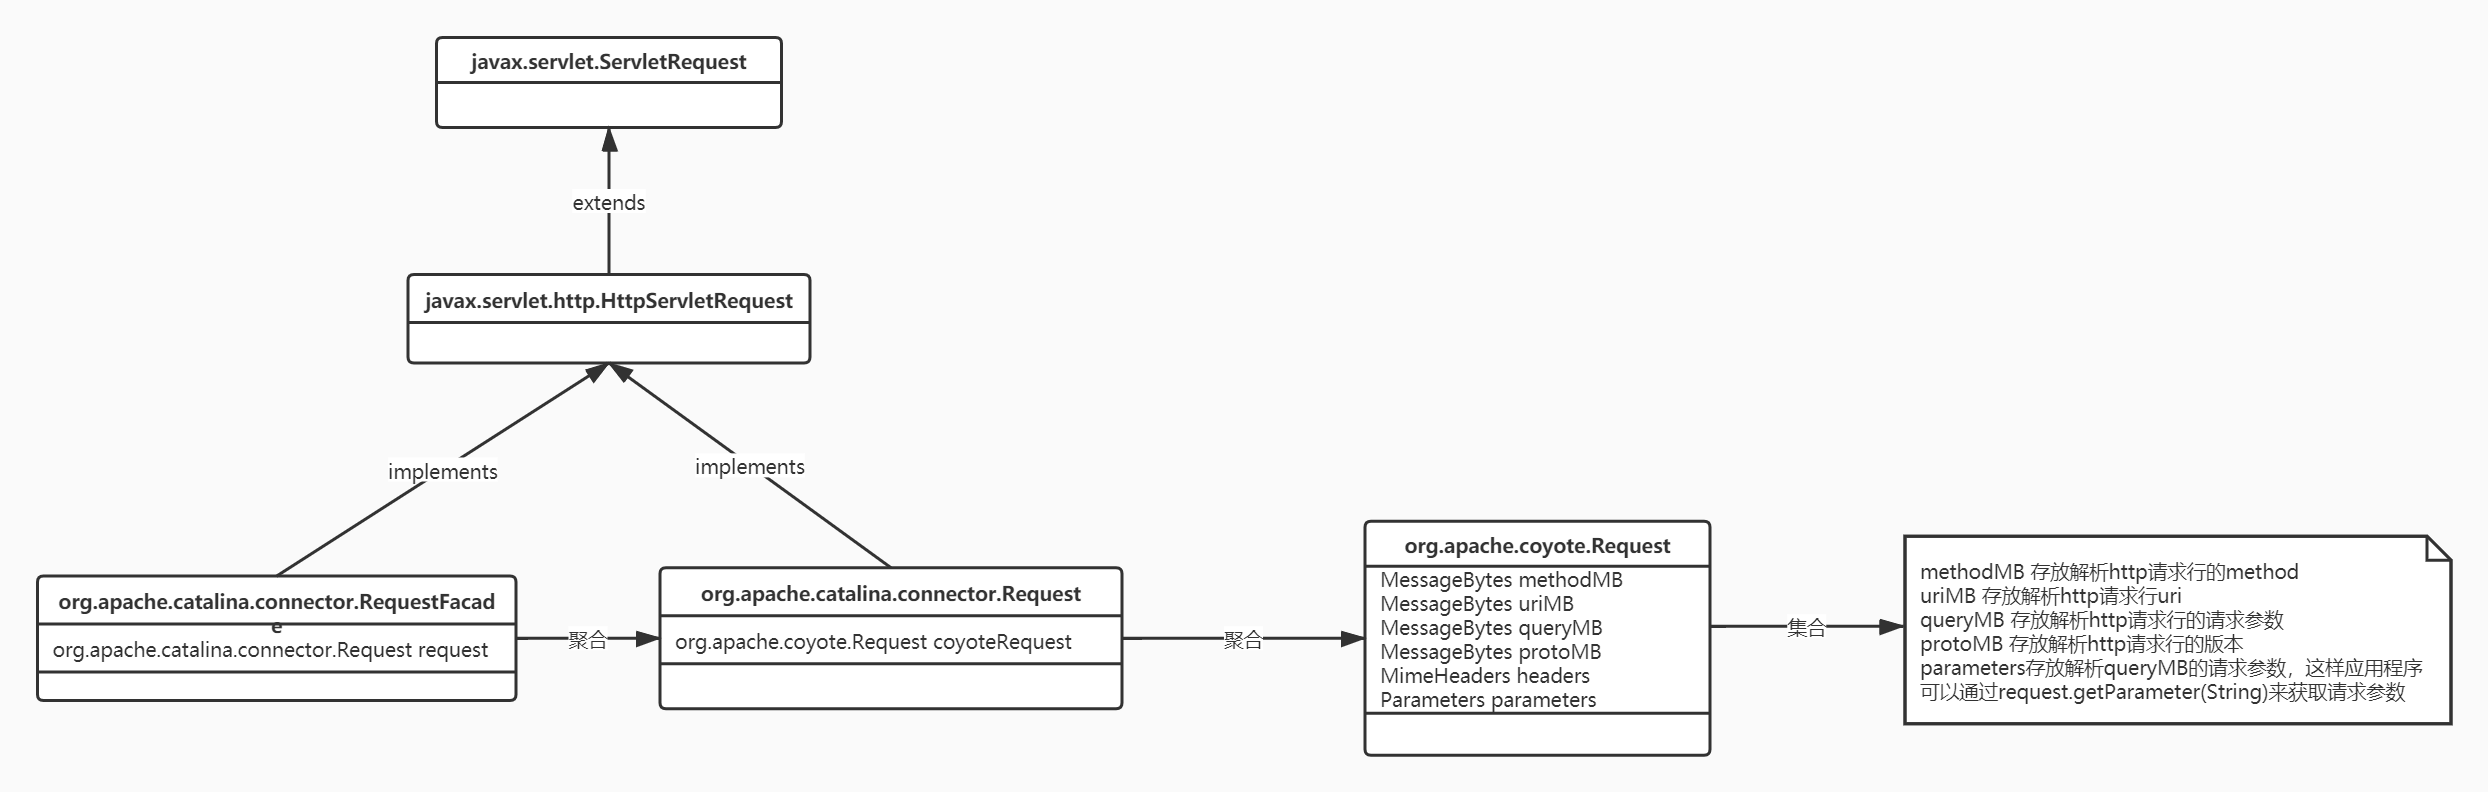 javax.servlet.ServletRequest
extends
javax.servlet.http.HttpServletRequest
implements
implements
org.apache.catalina.connector.RequestFacad
e
org.apache.catalina.connector.Request request
聚合
org.apache.catalina.connector.Request
org.apache.coyote.Request coyoteRequest
聚合
org.apache.coyote.Request
MessageBytes methodMB
MessageBytes uriMB
MessageBytes queryMB
MessageBytes protoMB
MimeHeaders headers
Parameters parameters
集合
methodMB 存放解析http请求行的method
uriMB 存放解析http请求行uri
queryMB 存放解析http请求行的请求参数
protoMB 存放解析http请求行的版本
parameters存放解析queryMB的请求参数，这样应用程序
可以通过request.getParameter(String)来获取请求参数